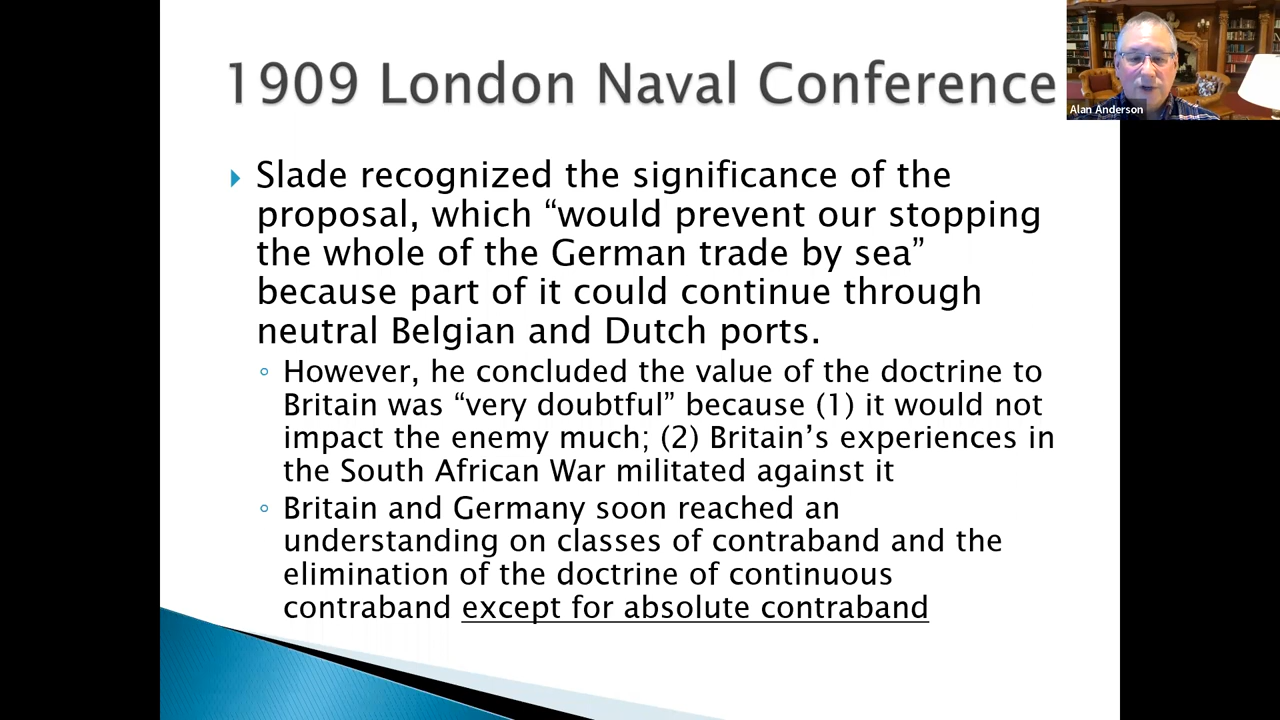 1909 London Naval Conference
Alan Anderson
Slade recognized the significance of the
proposal, which “would prevent our stopping
the whole of the German trade by sea”
because part of it could continue through
neutral Belgian and Dutch ports.
However, he concluded the value of the doctrine to
Britain was “very doubtful” because (1) it would not
impact the enemy much; (2) Britain’s experiences in
the South African War militated against it
Britain and Germany soon reached an
understanding on classes of contraband and the
elimination of the doctrine of continuous
contraband except for absolute contraband